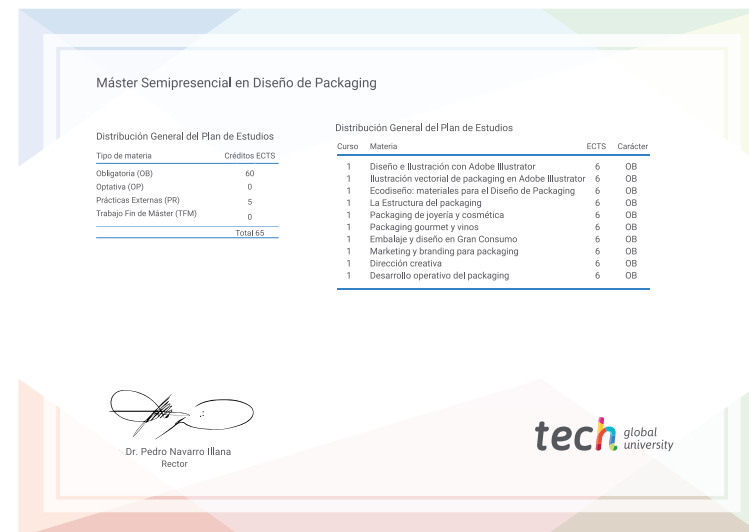 Máster Semipresencial en Diseño de Packaging
Distribución General del Plan de Estudios
Tipo de materia Créditos ECTS
Obligatoria (OB) 60
Optativa (OP) 0
Prácticas Externas (PR) 5
Trabajo Fin de Máster (TFM) 0
Total 65
Distribución General del Plan de Estudios
Curso Materia ECTS Carácter
1 Diseño e Ilustración con Adobe Illustrator 6 OB
1 Ilustración vectorial de packaging en Adobe Illustrator 6 OB
1 Ecodiseño: materiales para el Diseño de Packaging 6 OB
1 La Estructura del packaging 6 OB
1 Packaging de joyería y cosmética 6 OB
1 Packaging gourmet y vinos 6 OB
1 Embalaje y diseño en Gran Consumo 6 OB
1 Marketing y branding para packaging 6 OB
1 Dirección creativa 6 OB
1 Desarrollo operativo del packaging 6 OB
Dr. Pedro Navarro Illana
Rector
tech global
university